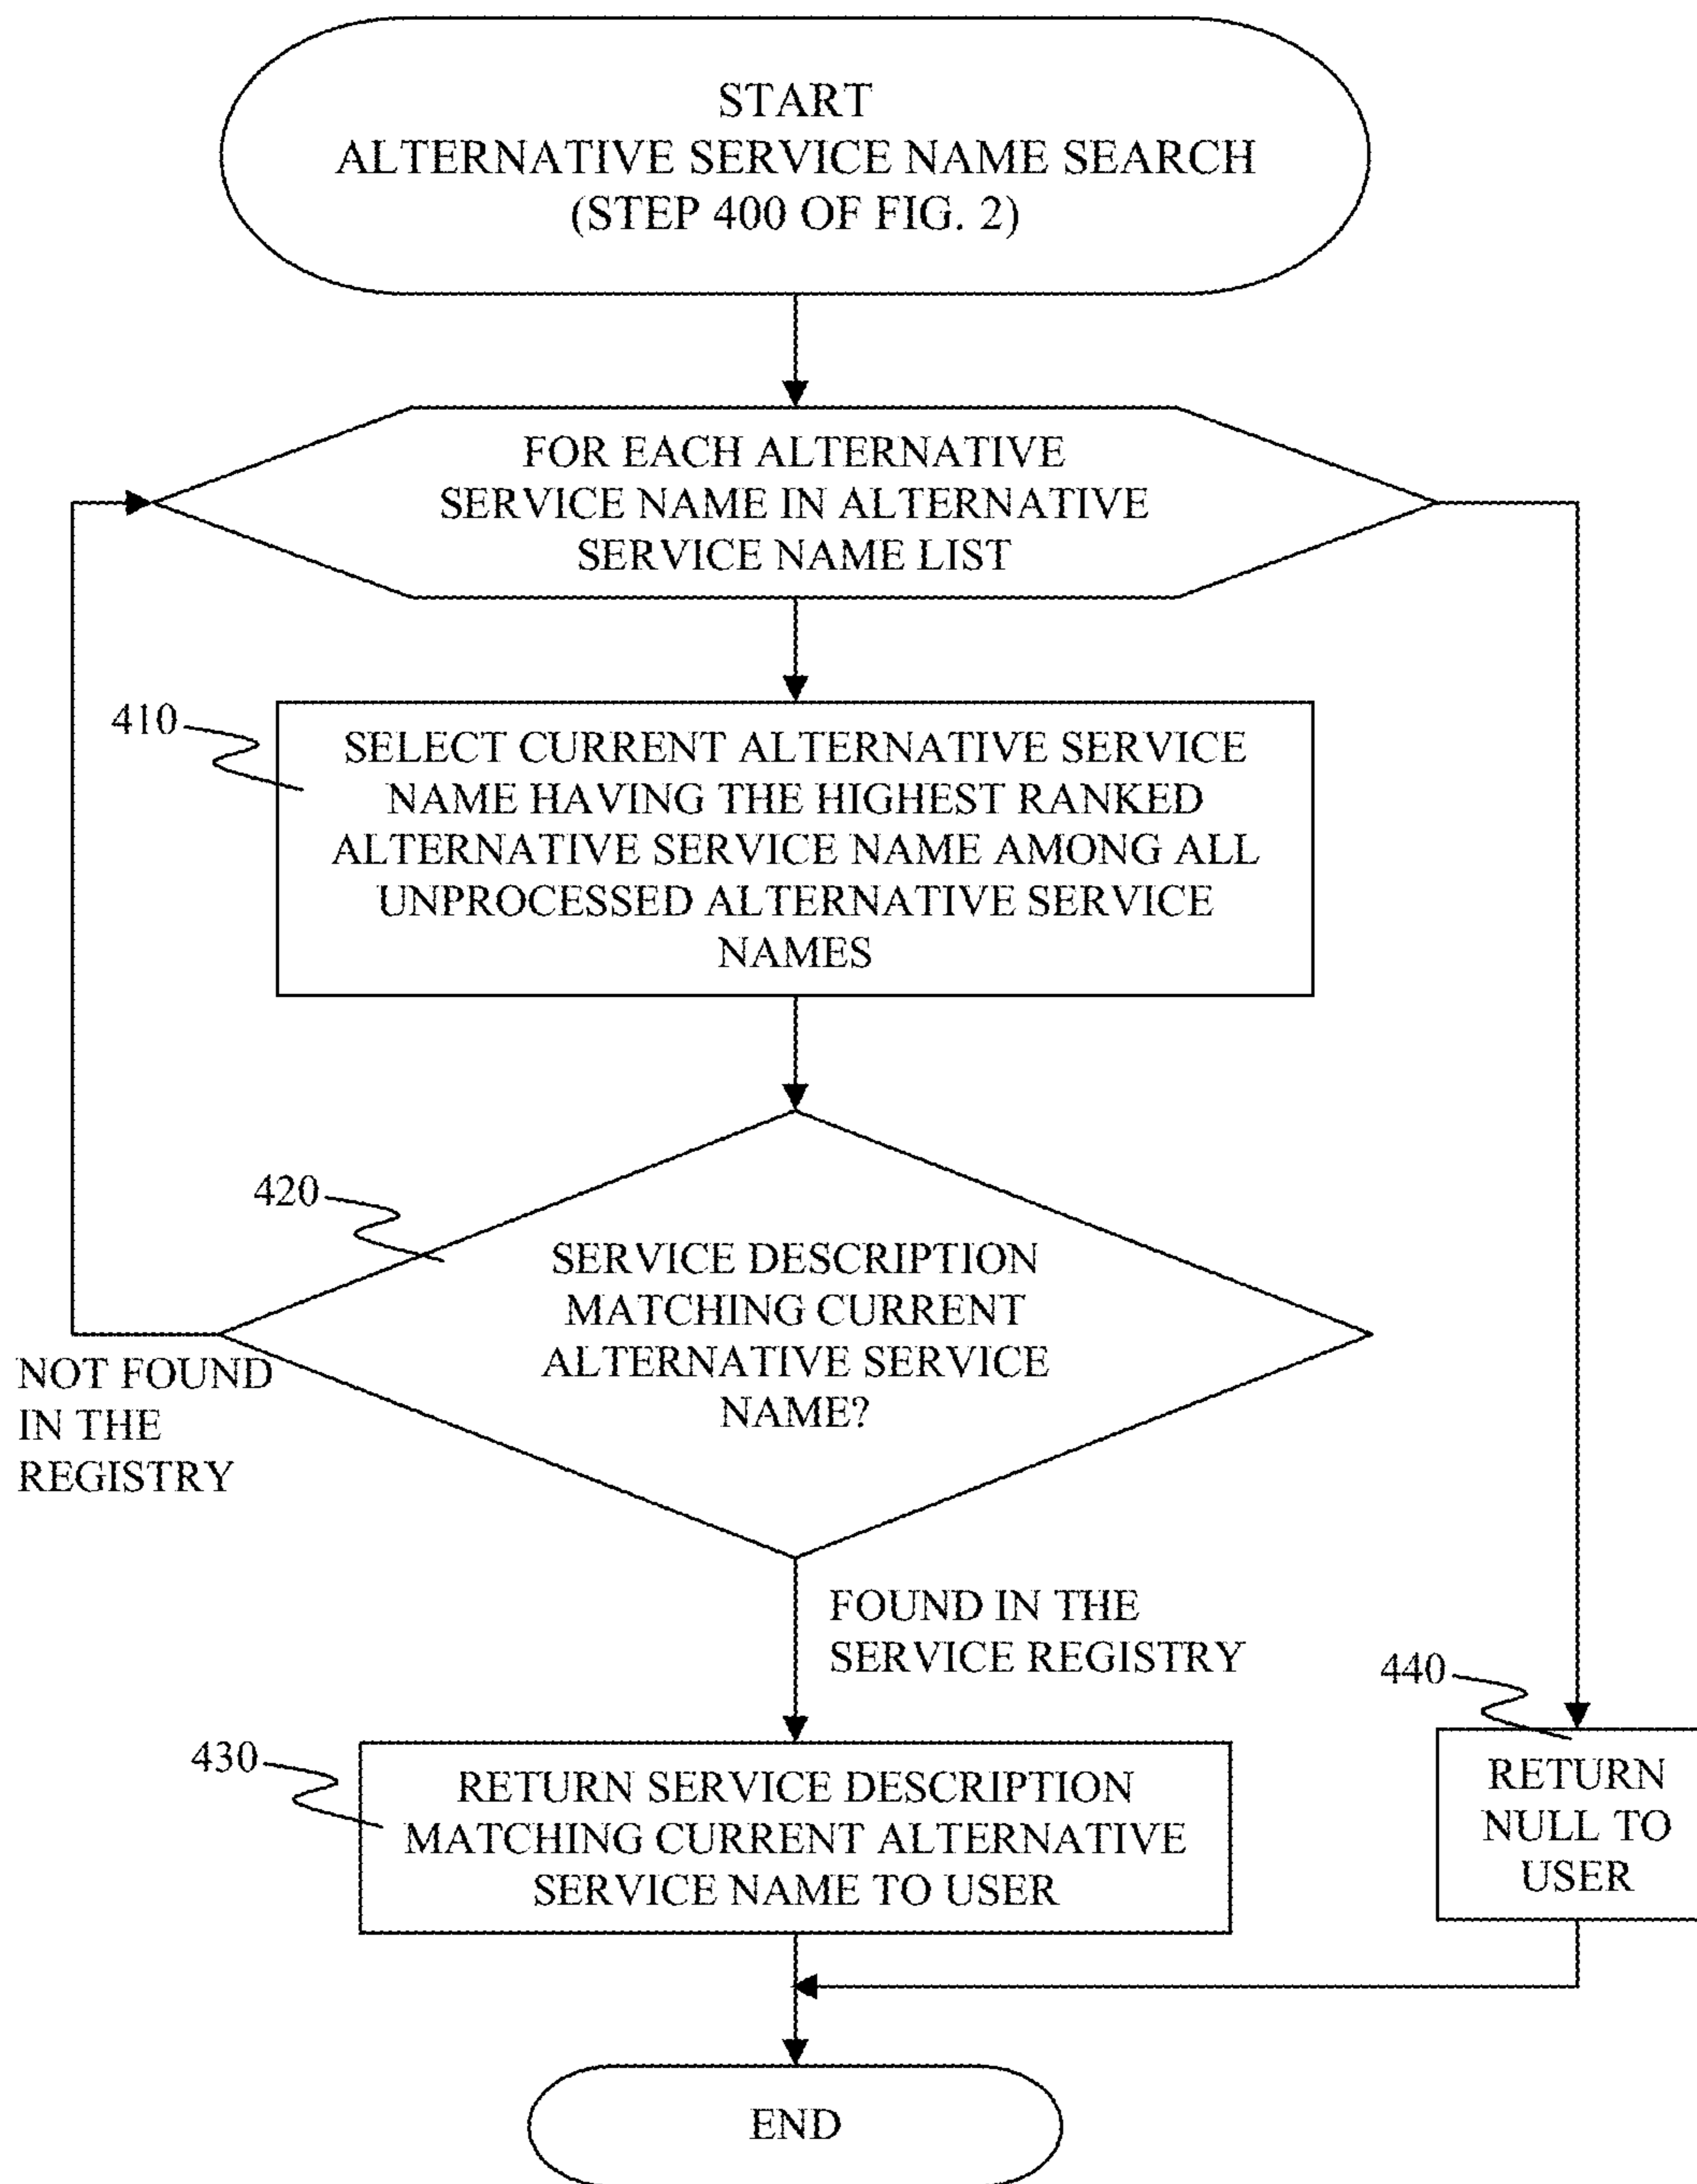 START
ALTERNATIVE SERVICE NAME SEARCH
(STEP 400 OF FIG. 2)
FOR EACH ALTERNATIVE
SERVICE NAME IN ALTERNATIVE
SERVICE NAME LIST
410
SELECT CURRENT ALTERNATIVE SERVICE
NAME HAVING THE HIGHEST RANKED
ALTERNATIVE SERVICE NAME AMONG ALL
UNPROCESSED ALTERNATIVE SERVICE
NAMES
420
SERVICE DESCRIPTION
MATCHING CURRENT
ALTERNATIVE SERVICE
NAME?
NOT FOUND
IN THE
REGISTRY
FOUND IN THE
SERVICE REGISTRY
430
RETURN SERVICE DESCRIPTION
MATCHING CURRENT ALTERNATIVE
SERVICE NAME TO USER
440
RETURN
NULL TO
USER
END